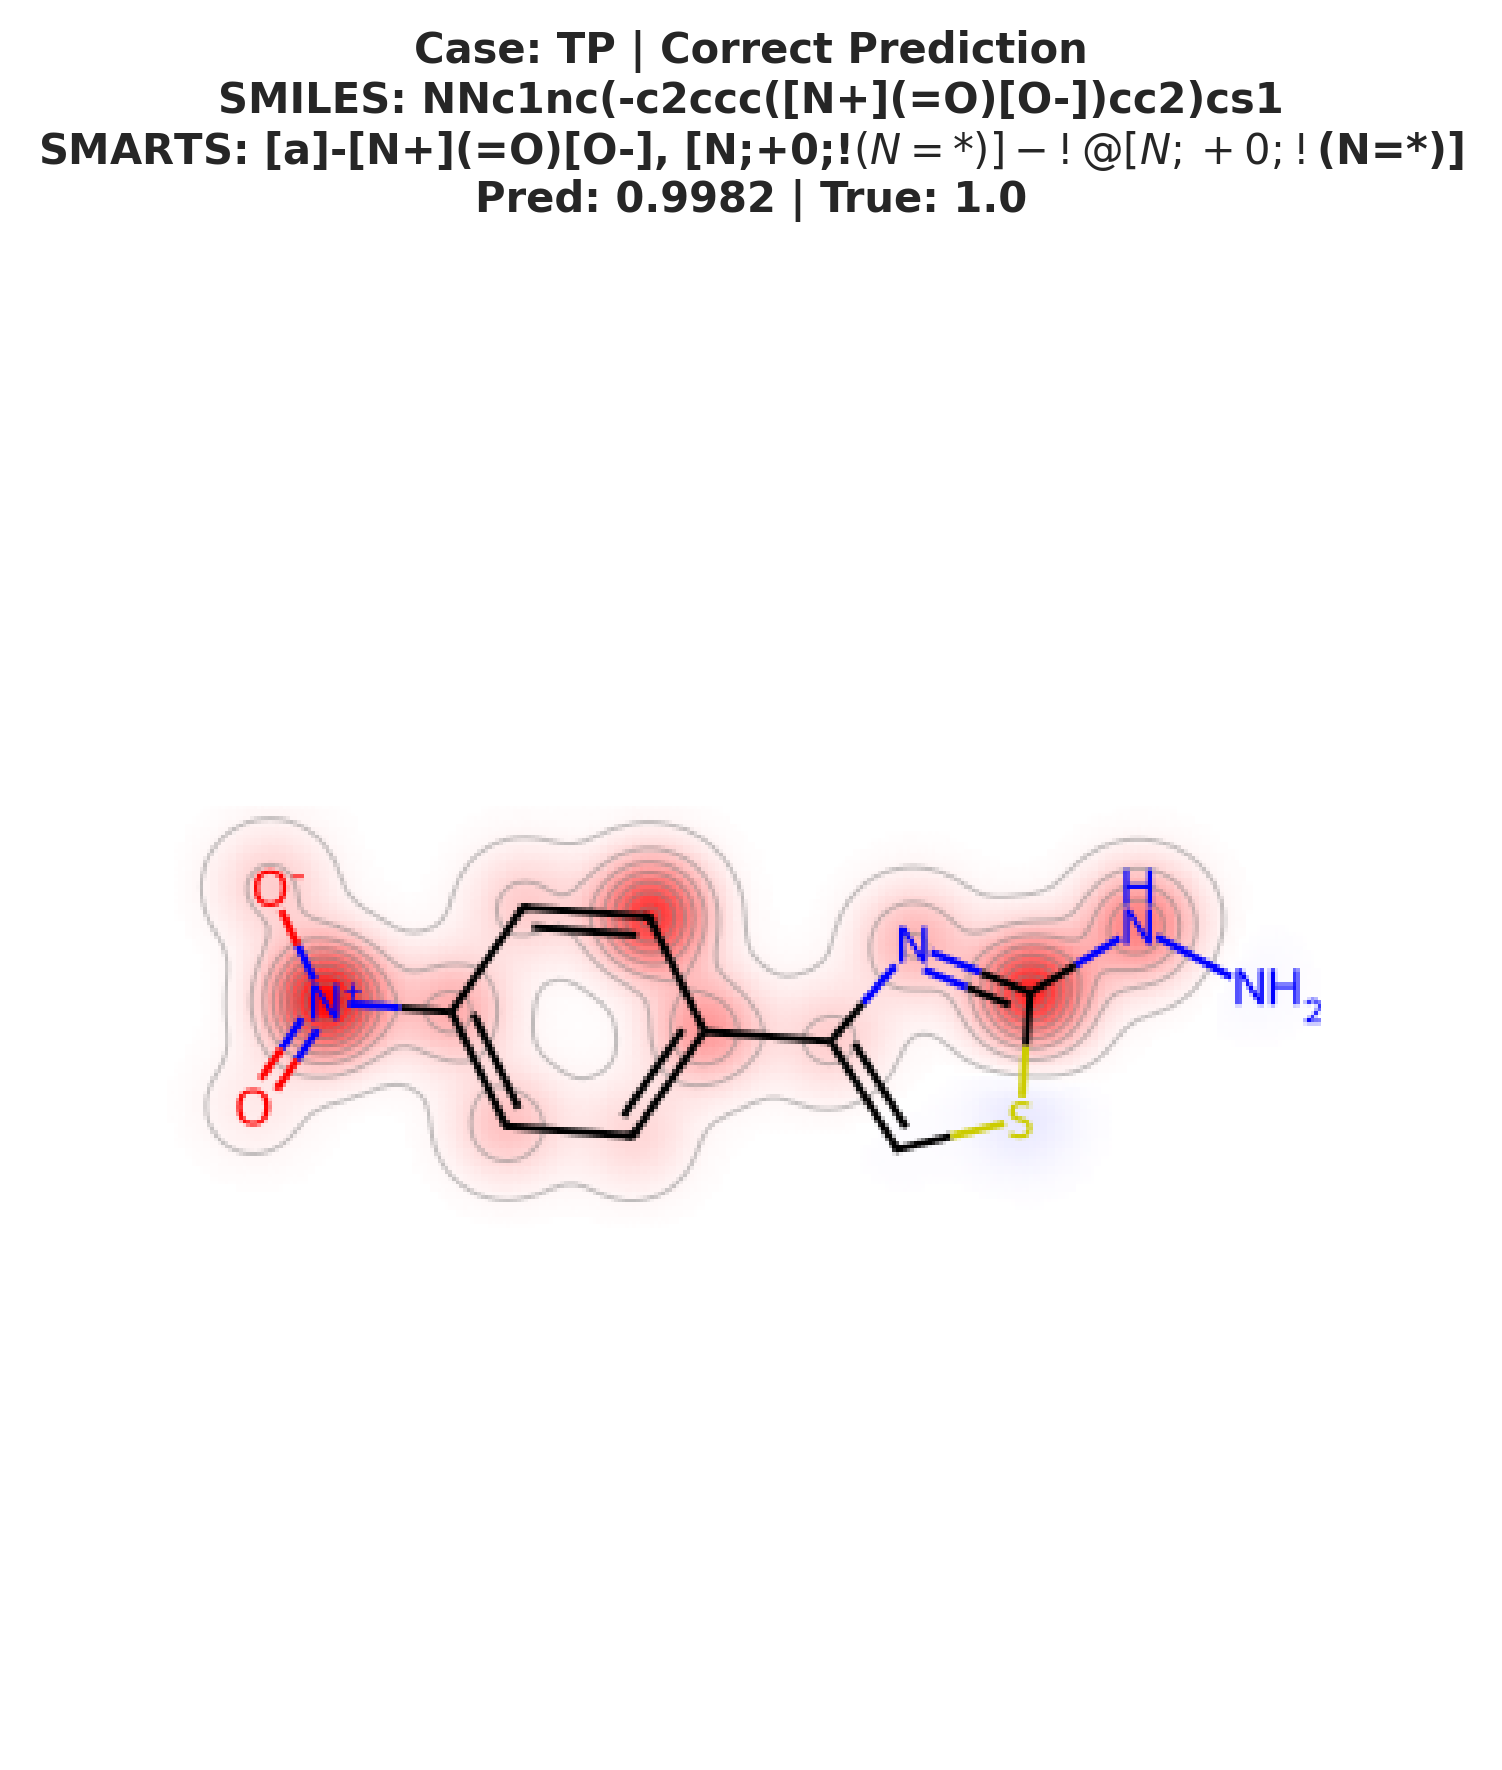 Case: TP | Correct Prediction
SMILES: NNc1nc(-c2ccc([N+](=O)[O-])cc2)cs1
SMARTS: [a]-[N+](=O)[O-], [N;+0;!(N = *)] − ! @[N; + 0; ! (N=*)]
Pred: 0.9982 | True: 1.0
O⁻
H
N
N
N⁺
NH₂
O
S